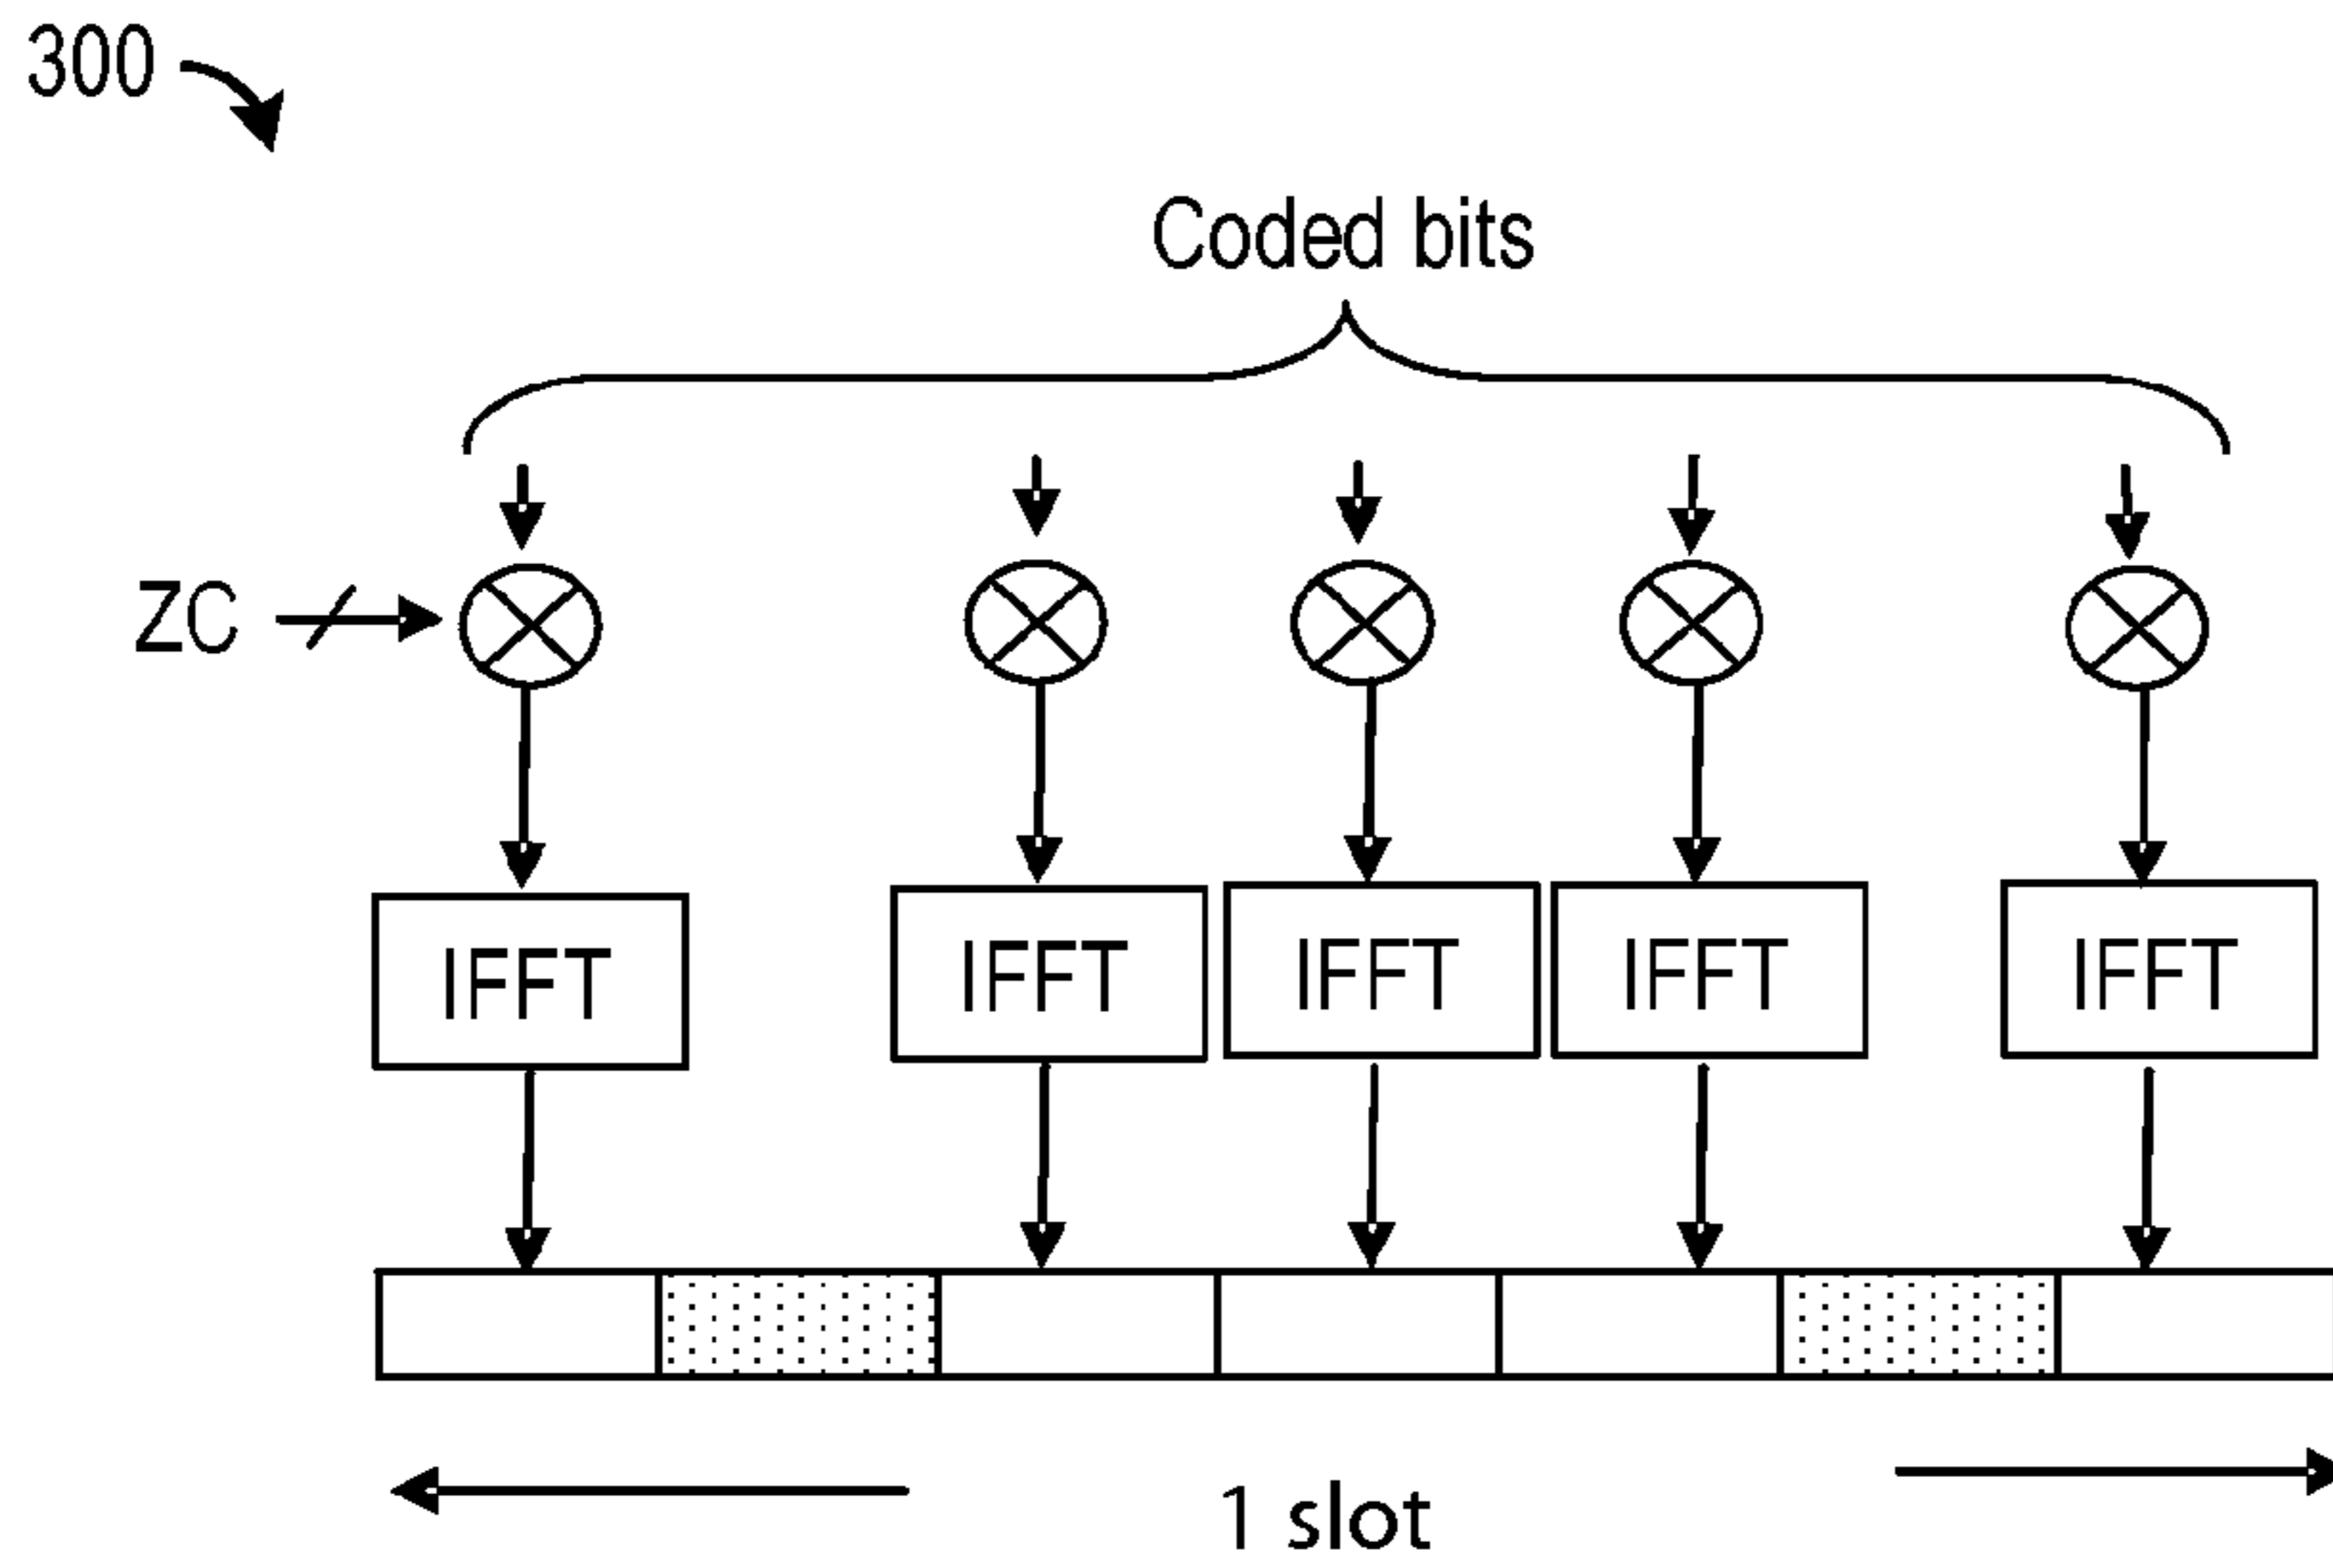 300
Coded bits
ZC
IFFT IFFT IFFT IFFT IFFT
1 slot